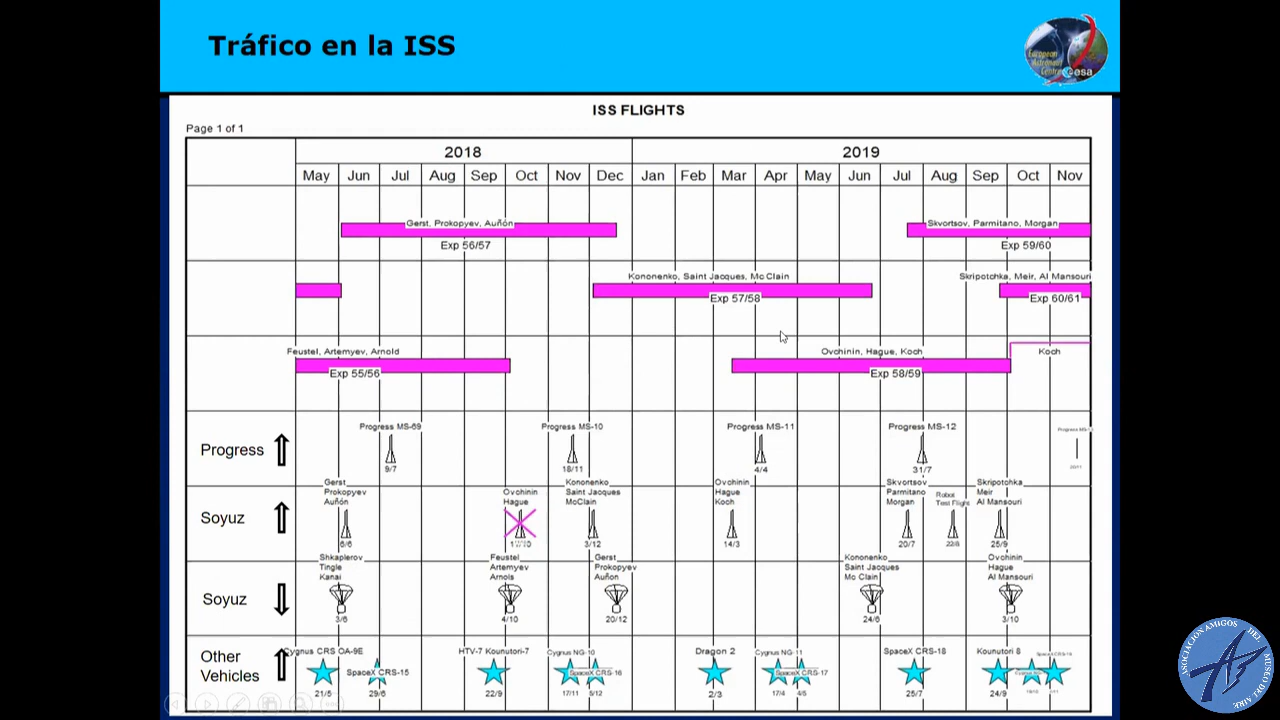 Tráfico en la ISS
European
Astronaut
Centre esa
ISS FLIGHTS
Page 1 of 1
2018 2019
May Jun Jul Aug Sep Oct Nov Dec Jan Feb Mar Apr May Jun Jul Aug Sep Oct Nov
Gerst, Prokopyev, Auñón
Exp 56/57
Skvortsov, Parmitano, Morgan
Exp 59/60
Kononenko, Saint Jacques, Mc Clain
Exp 57/58
Skripotchka, Meir, Al Mansouri
Exp 60/61
Feustel, Artemyev, Arnold
Exp 55/56
Ovchinin, Hague, Koch
Exp 58/59
Koch
Progress
Progress MS-69
9/7
Progress MS-10
18/11
Progress MS-11
4/4
Progress MS-12
31/7
Soyuz
Gerst
Prokopyev
Auñón
6/6
Ovchinin
Hague
Kononenko
Saint Jacques
McClain
3/12
Ovchinin
Hague
Koch
14/3
Skvortsov
Parmitano
Morgan
20/7
Robot
Test Flight
22/8
Skripotchka
Meir
Al Mansouri
25/9
Soyuz
Shkaplerov
Tingle
Kanai
3/6
Feustel
Artemyev
Arnols
4/10
Gerst
Prokopyev
Auñon
20/12
Kononenko
Saint Jacques
Mc Clain
24/6
Ovchinin
Hague
Al Mansouri
3/10
Other
Vehicles
Cygnus CRS OA-9E
21/5
SpaceX CRS-15
29/6
HTV-7 Kounutori-7
22/9
Cygnus NG-10
17/11
SpaceX CRS-16
5/12
Dragon 2
2/3
Cygnus NG-11
17/4
SpaceX CRS-17
4/5
SpaceX CRS-18
25/7
Kounutori 8
24/9
SpaceX CRS-19
ASOCIACIÓN AMIGOS DEL MUSEO DEL AIRE